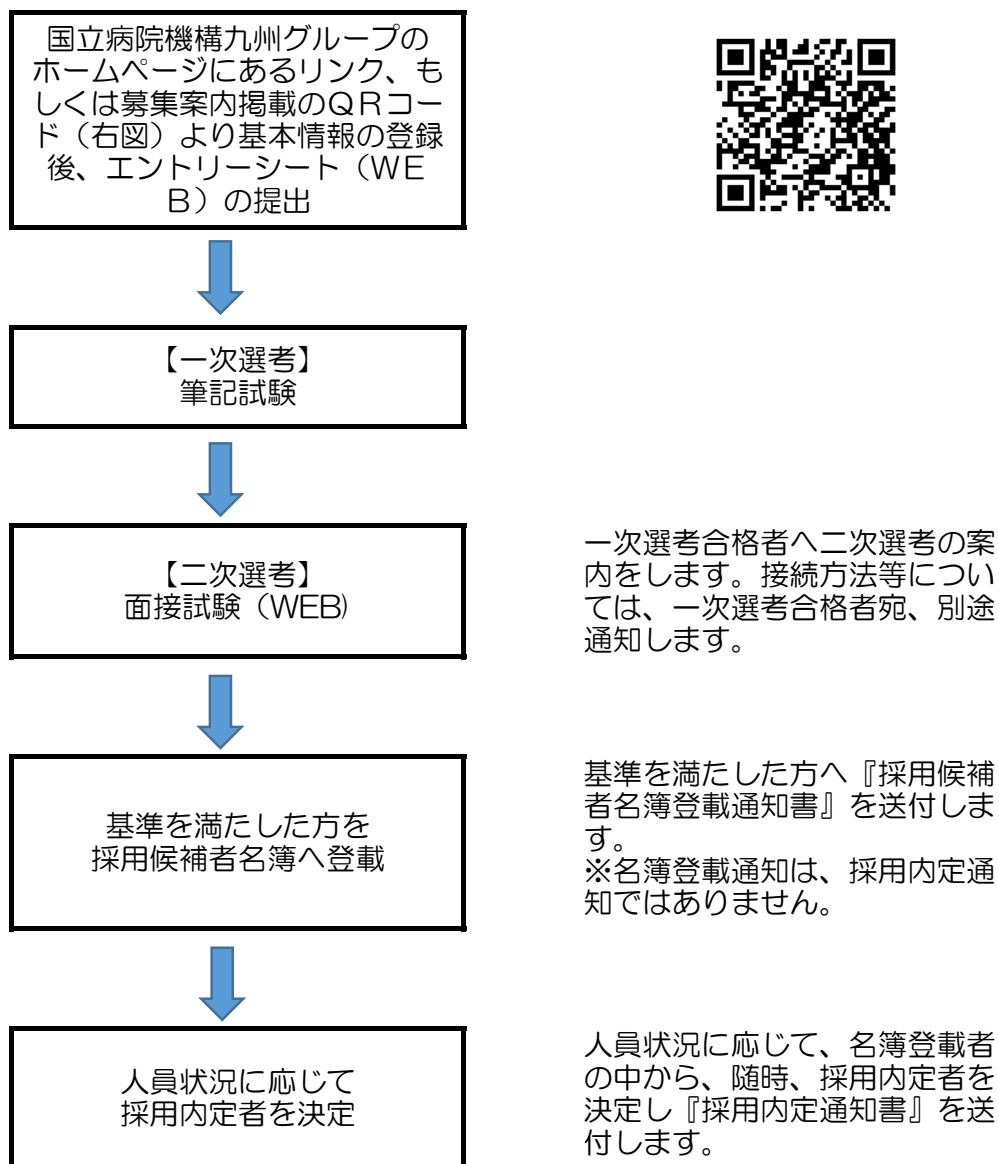 国立病院機構九州グループの
ホームページにあるリンク、も
しくは募集案内掲載のＱＲコー
ド（右図）より基本情報の登録
後、エントリーシート（ＷＥ
Ｂ）の提出
【一次選考】
筆記試験
【二次選考】
面接試験（WEB)
一次選考合格者へ二次選考の案
内をします。接続方法等につい
ては、一次選考合格者宛、別途
通知します。
基準を満たした方を
採用候補者名簿へ登載
基準を満たした方へ『採用候補
者名簿登載通知書』を送付しま
す。
※名簿登載通知は、採用内定通
知ではありません。
人員状況に応じて
採用内定者を決定
人員状況に応じて、名簿登載者
の中から、随時、採用内定者を
決定し『採用内定通知書』を送
付します。